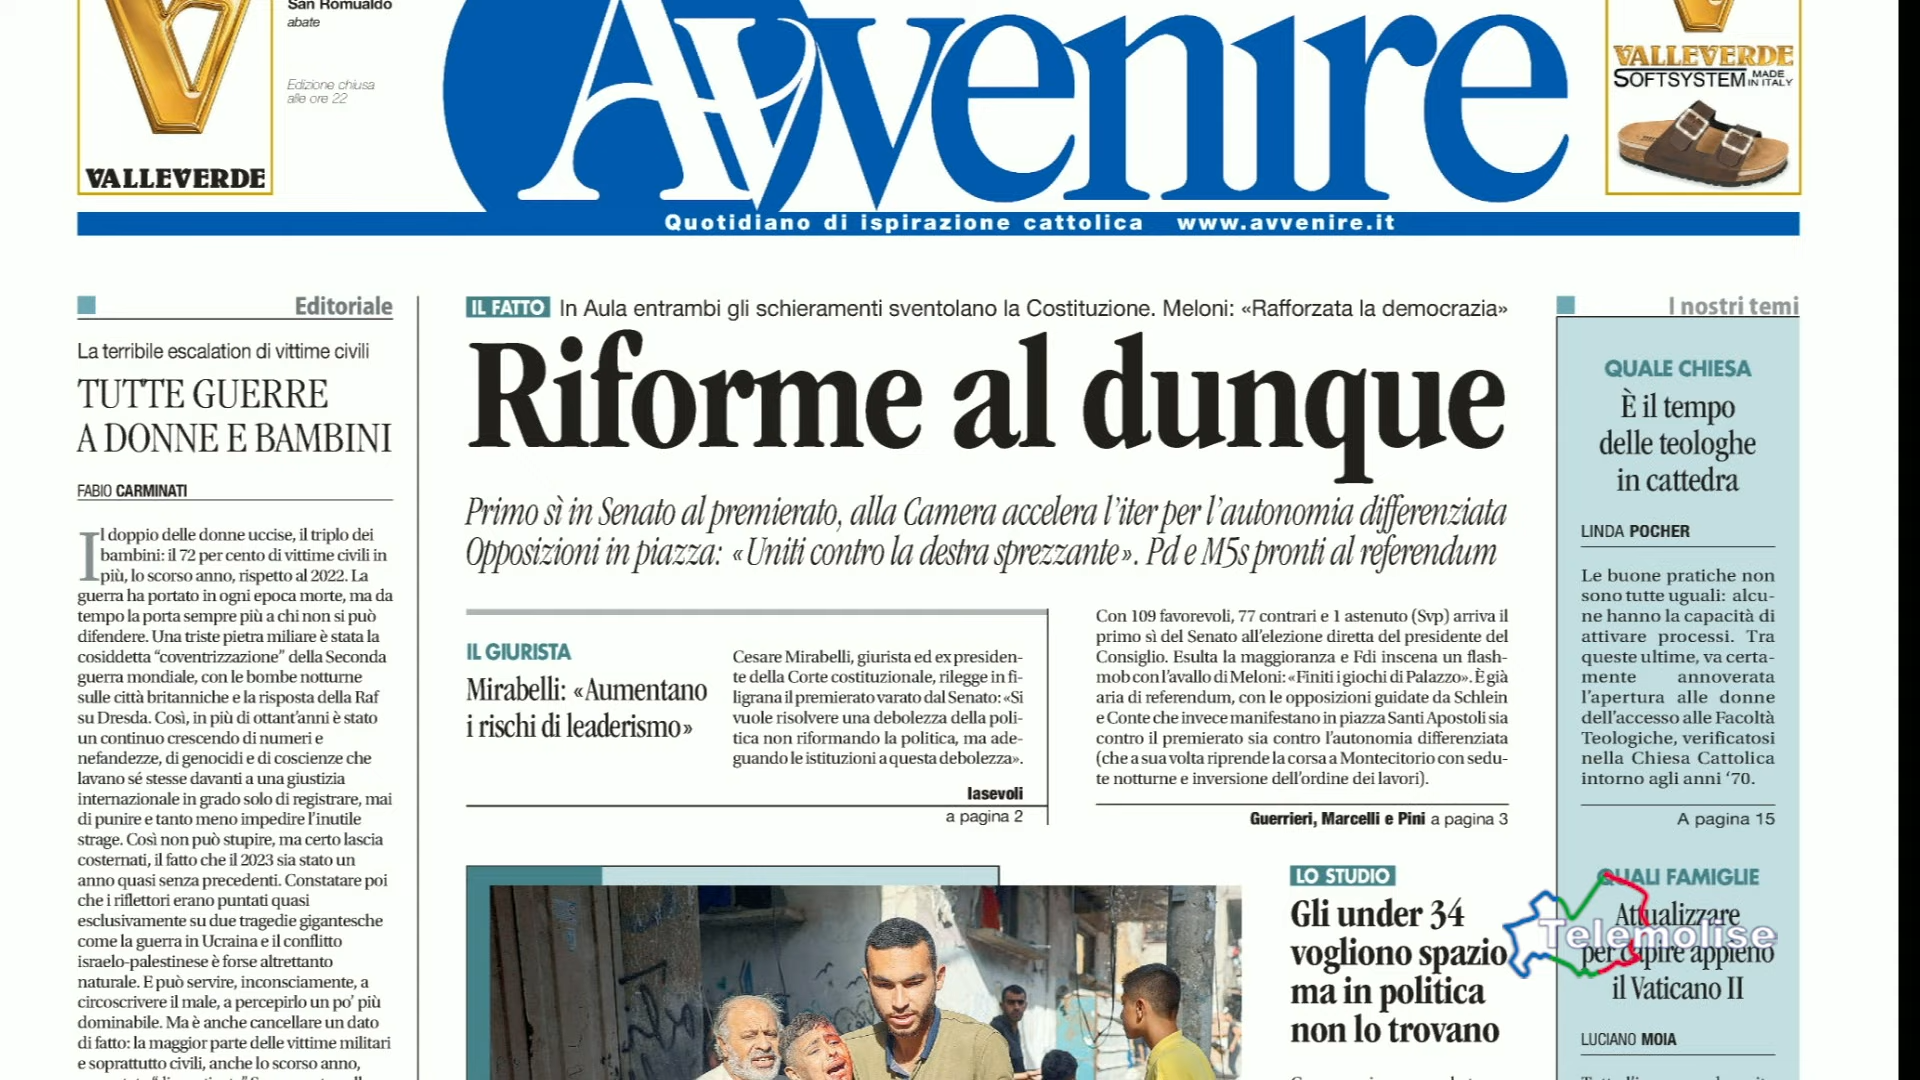 San Romualdo
abate
Edizione chiusa
alle ore 22
VALLEVERDE
Avvenire
VALLEVERDE
SOFTSYSTEM MADE IN ITALY
Quotidiano di ispirazione cattolica www.avvenire.it
Editoriale
La terribile escalation di vittime civili
TUTTE GUERRE
A DONNE E BAMBINI
FABIO CARMINATI
Il doppio delle donne uccise, il triplo dei
bambini: il 72 per cento di vittime civili in
più, lo scorso anno, rispetto al 2022. La
guerra ha portato in ogni epoca morte, ma da
tempo la porta sempre più a chi non si può
difendere. Una triste pietra miliare è stata la
cosiddetta “coventrizzazione” della Seconda
guerra mondiale, con le bombe notturne
sulle città britanniche e la risposta della Raf
su Dresda. Così, in più di ottant'anni è stato
un continuo crescendo di numeri e
nefandezze, di genocidi e di coscienze che
lavano sé stesse davanti a una giustizia
internazionale in grado solo di registrare, mai
di punire e tanto meno impedire l'inutile
strage. Così non può stupire, ma certo lascia
costernati, il fatto che il 2023 sia stato un
anno quasi senza precedenti. Constatare poi
che i riflettori erano puntati quasi
esclusivamente su due tragedie gigantesche
come la guerra in Ucraina e il conflitto
israelo-palestinese è forse altrettanto
naturale. E può servire, inconsciamente, a
circoscrivere il male, a percepirlo un po' più
dominabile. Ma è anche cancellare un dato
di fatto: la maggior parte delle vittime militari
e soprattutto civili, anche lo scorso anno,
IL FATTO In Aula entrambi gli schieramenti sventolano la Costituzione. Meloni: «Rafforzata la democrazia»
Riforme al dunque
Primo sì in Senato al premierato, alla Camera accelera l'iter per l'autonomia differenziata
Opposizioni in piazza: «Uniti contro la destra sprezzante». Pd e M5s pronti al referendum
IL GIURISTA
Mirabelli: «Aumentano
i rischi di leaderismo»
Cesare Mirabelli, giurista ed ex presiden-
te della Corte costituzionale, rilegge in fi-
ligrana il premierato varato dal Senato: «Si
vuole risolvere una debolezza della poli-
tica non riformando la politica, ma ade-
guando le istituzioni a questa debolezza».
Iasevoli
a pagina 2
Con 109 favorevoli, 77 contrari e 1 astenuto (Svp) arriva il
primo sì del Senato all'elezione diretta del presidente del
Consiglio. Esulta la maggioranza e Fdi inscena un flash-
mob con l'avallo di Meloni: «Finiti i giochi di Palazzo». È già
aria di referendum, con le opposizioni guidate da Schlein
e Conte che invece manifestano in piazza Santi Apostoli sia
contro il premierato sia contro l'autonomia differenziata
(che a sua volta riprende la corsa a Montecitorio con sedu-
te notturne e inversione dell'ordine dei lavori).
Guerrieri, Marcelli e Pini a pagina 3
LO STUDIO
Gli under 34
vogliono spazio
ma in politica
non lo trovano
I nostri temi
QUALE CHIESA
È il tempo
delle teologhe
in cattedra
LINDA POCHER
Le buone pratiche non
sono tutte uguali: alcu-
ne hanno la capacità di
attivare processi. Tra
queste ultime, va certa-
mente annoverata
l'apertura alle donne
dell'accesso alle Facoltà
Teologiche, verificatosi
nella Chiesa Cattolica
intorno agli anni ‘70.
A pagina 15
QUALI FAMIGLIE
Attualizzare
per capire appieno
il Vaticano II
LUCIANO MOIA
Telemolise